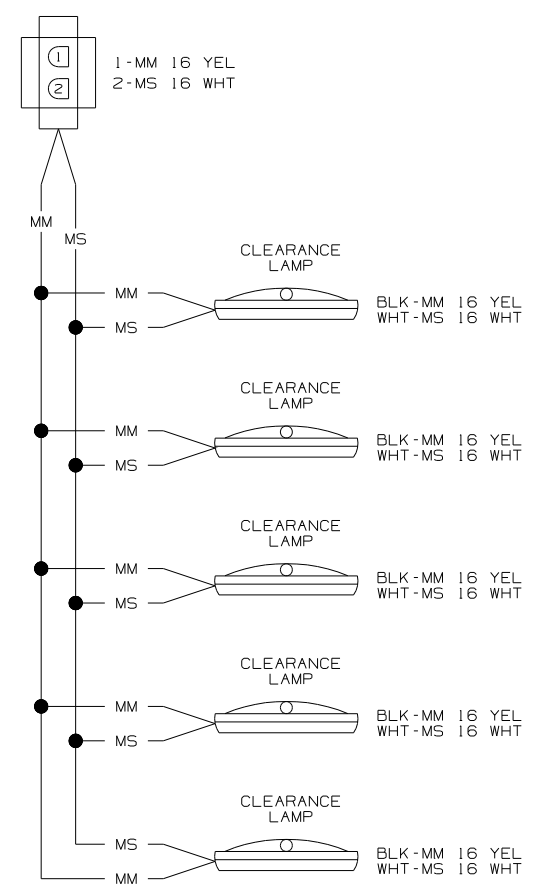 1
2
1-MM 16 YEL
2-MS 16 WHT
MM
MS
CLEARANCE
LAMP
MM
MS
BLK-MM 16 YEL
WHT-MS 16 WHT
CLEARANCE
LAMP
MM
MS
BLK-MM 16 YEL
WHT-MS 16 WHT
CLEARANCE
LAMP
MM
MS
BLK-MM 16 YEL
WHT-MS 16 WHT
CLEARANCE
LAMP
MM
MS
BLK-MM 16 YEL
WHT-MS 16 WHT
CLEARANCE
LAMP
MS
MM
BLK-MM 16 YEL
WHT-MS 16 WHT